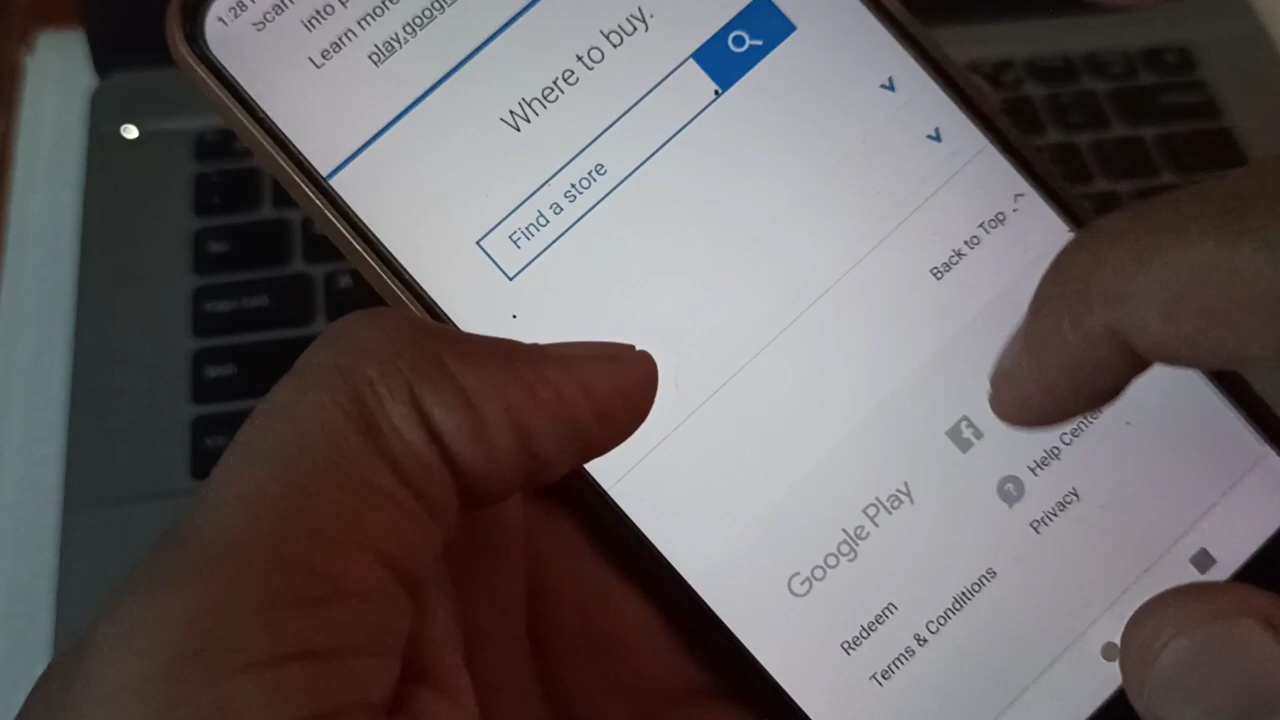 1:28
Scan
into
Learn more
play.goog
Where to buy.
Find a store
Back to Top
Help Center
Google Play
Privacy
Redeem
Terms & Conditions